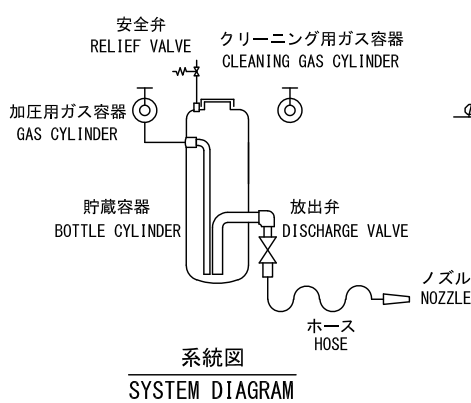 安全弁
RELIEF VALVE
クリーニング用ガス容器
CLEANING GAS CYLINDER
加圧用ガス容器
GAS CYLINDER
貯蔵容器
BOTTLE CYLINDER
放出弁
DISCHARGE VALVE
ノズル
NOZZLE
ホース
HOSE
系統図
SYSTEM DIAGRAM